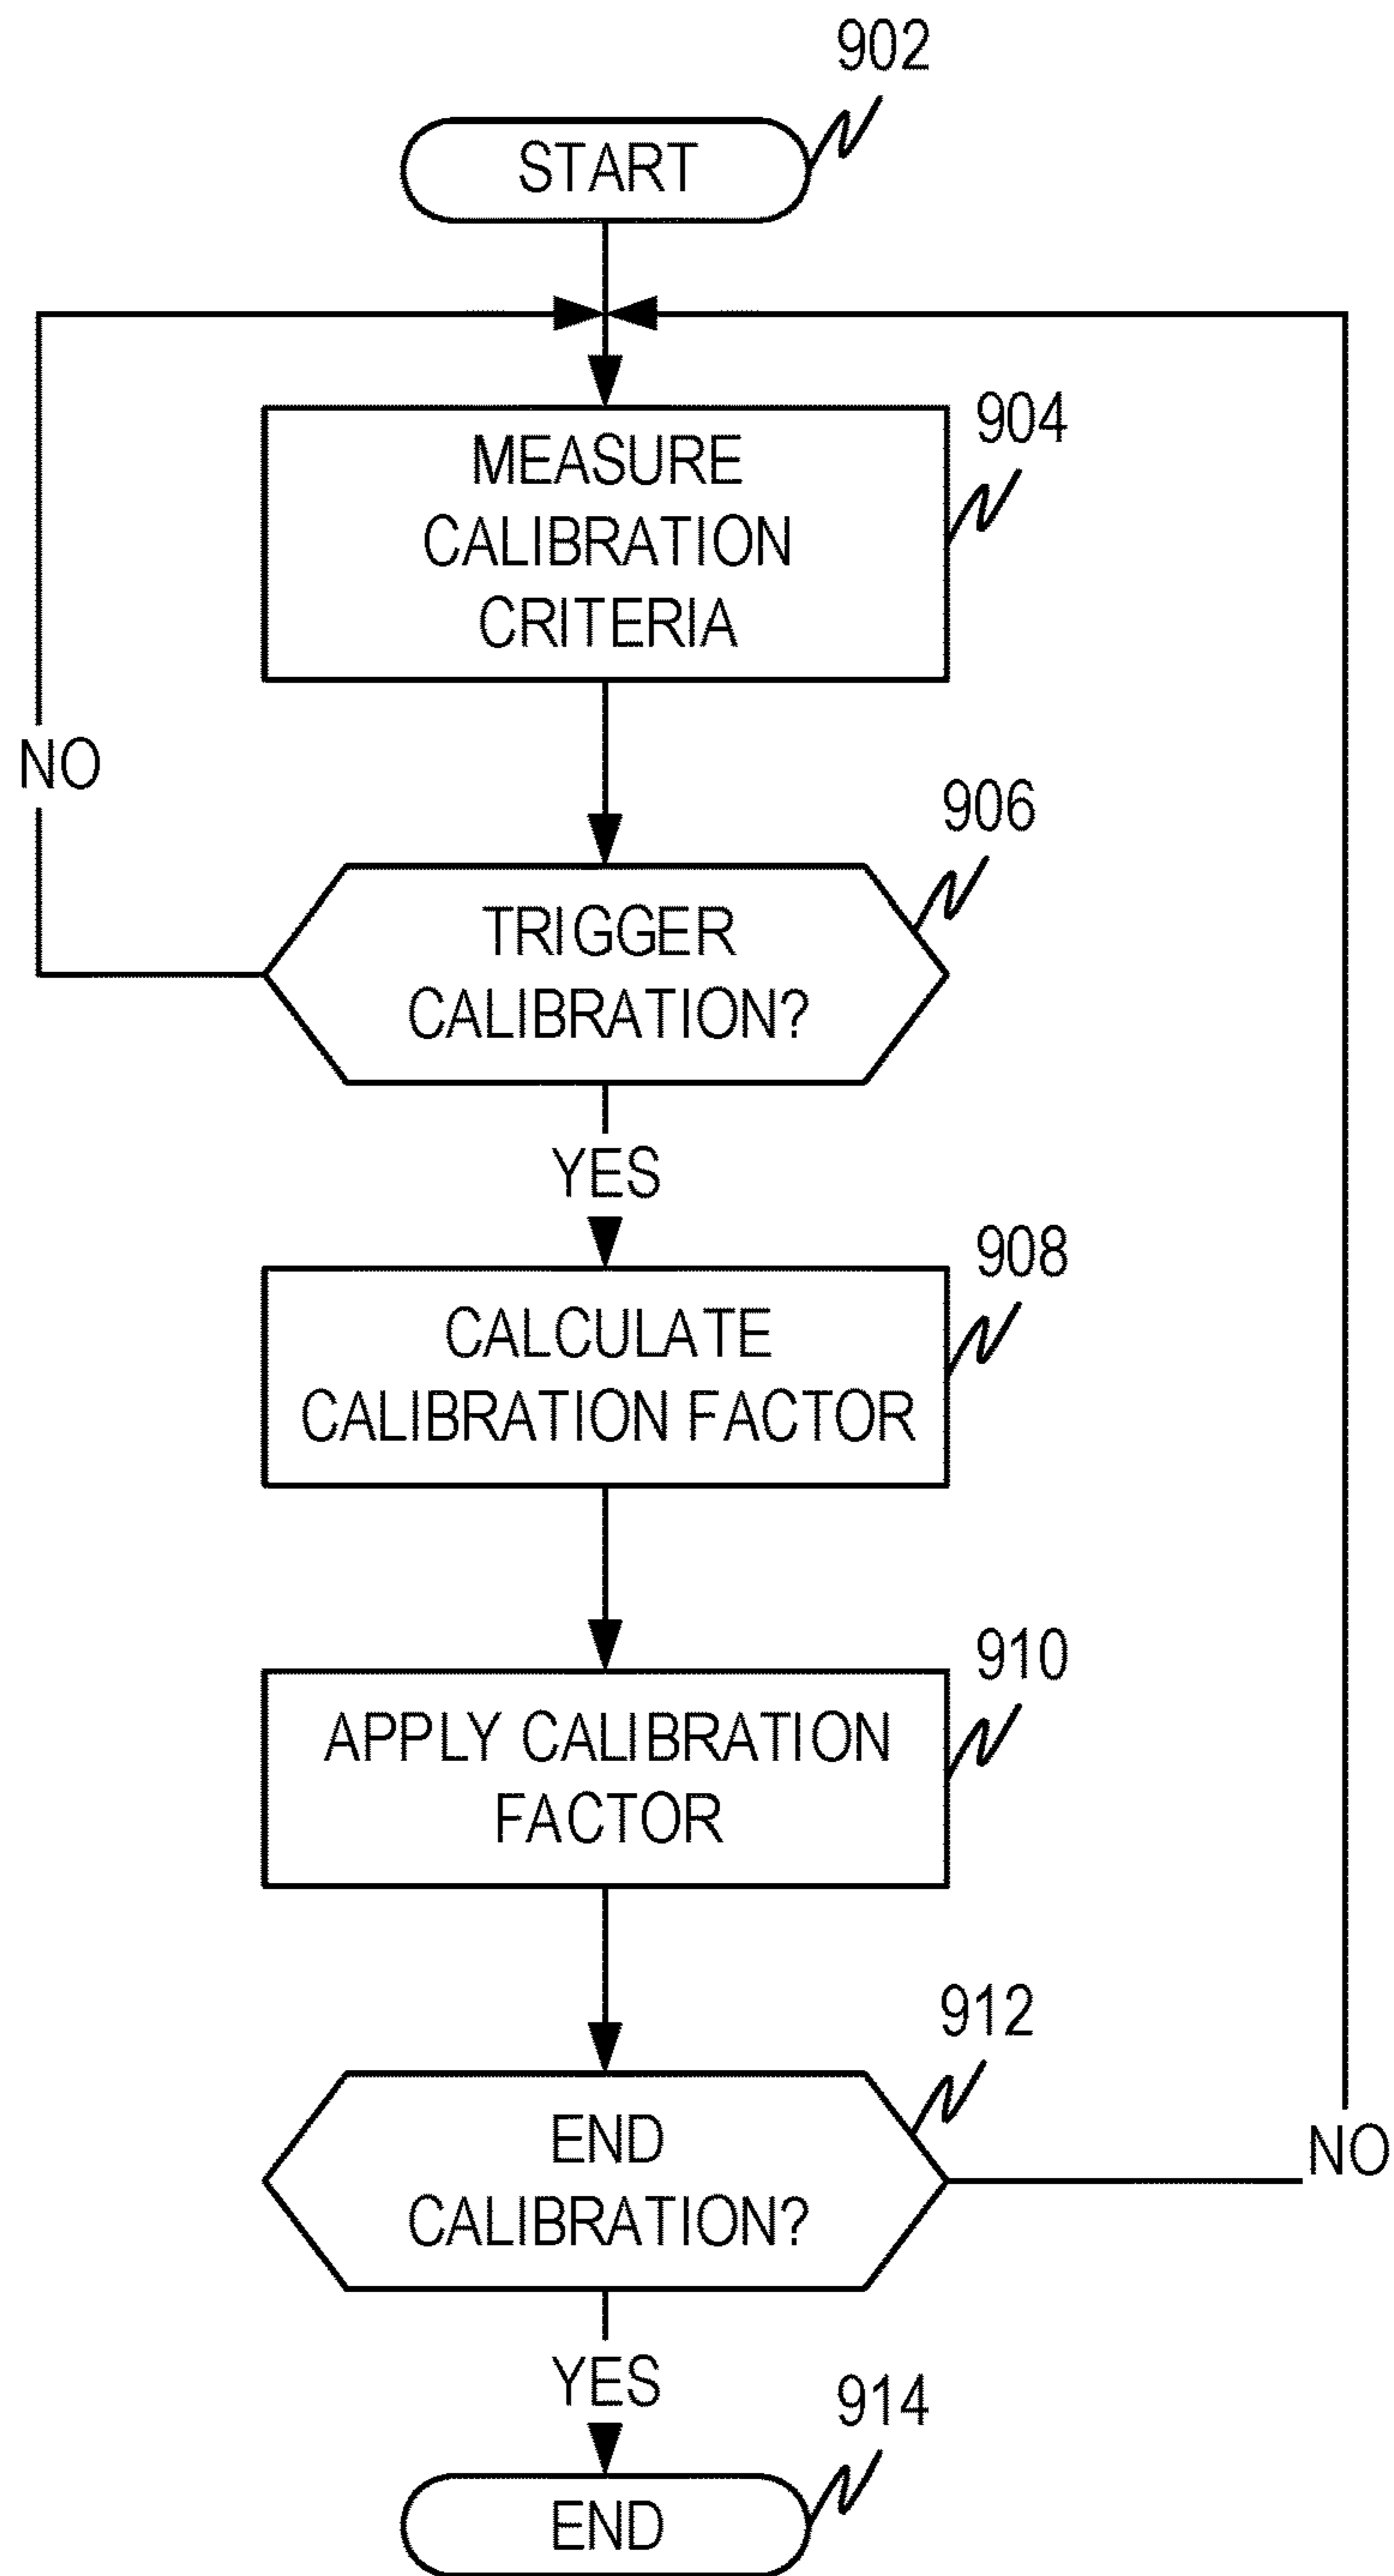 902
START
904
MEASURE
CALIBRATION
CRITERIA
NO
906
TRIGGER
CALIBRATION?
YES
908
CALCULATE
CALIBRATION FACTOR
910
APPLY CALIBRATION
FACTOR
912
END
CALIBRATION?
NO
YES
914
END